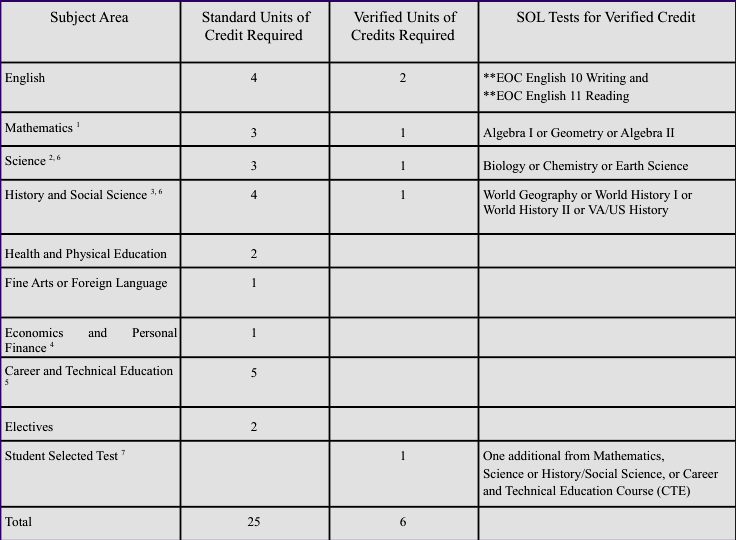 Subject Area
Standard Units of
Credit Required
Verified Units of
Credits Required
SOL Tests for Verified Credit
English
4
2
**EOC English 10 Writing and
**EOC English 11 Reading
Mathematics 1
3
1
Algebra I or Geometry or Algebra II
Science 2, 6
3
1
Biology or Chemistry or Earth Science
History and Social Science 3, 6
4
1
World Geography or World History I or
World History II or VA/US History
Health and Physical Education
2
Fine Arts or Foreign Language
1
Economics and Personal
Finance 4
1
Career and Technical Education
5
5
Electives
2
Student Selected Test 7
1
One additional from Mathematics,
Science or History/Social Science, or Career
and Technical Education Course (CTE)
Total
25
6